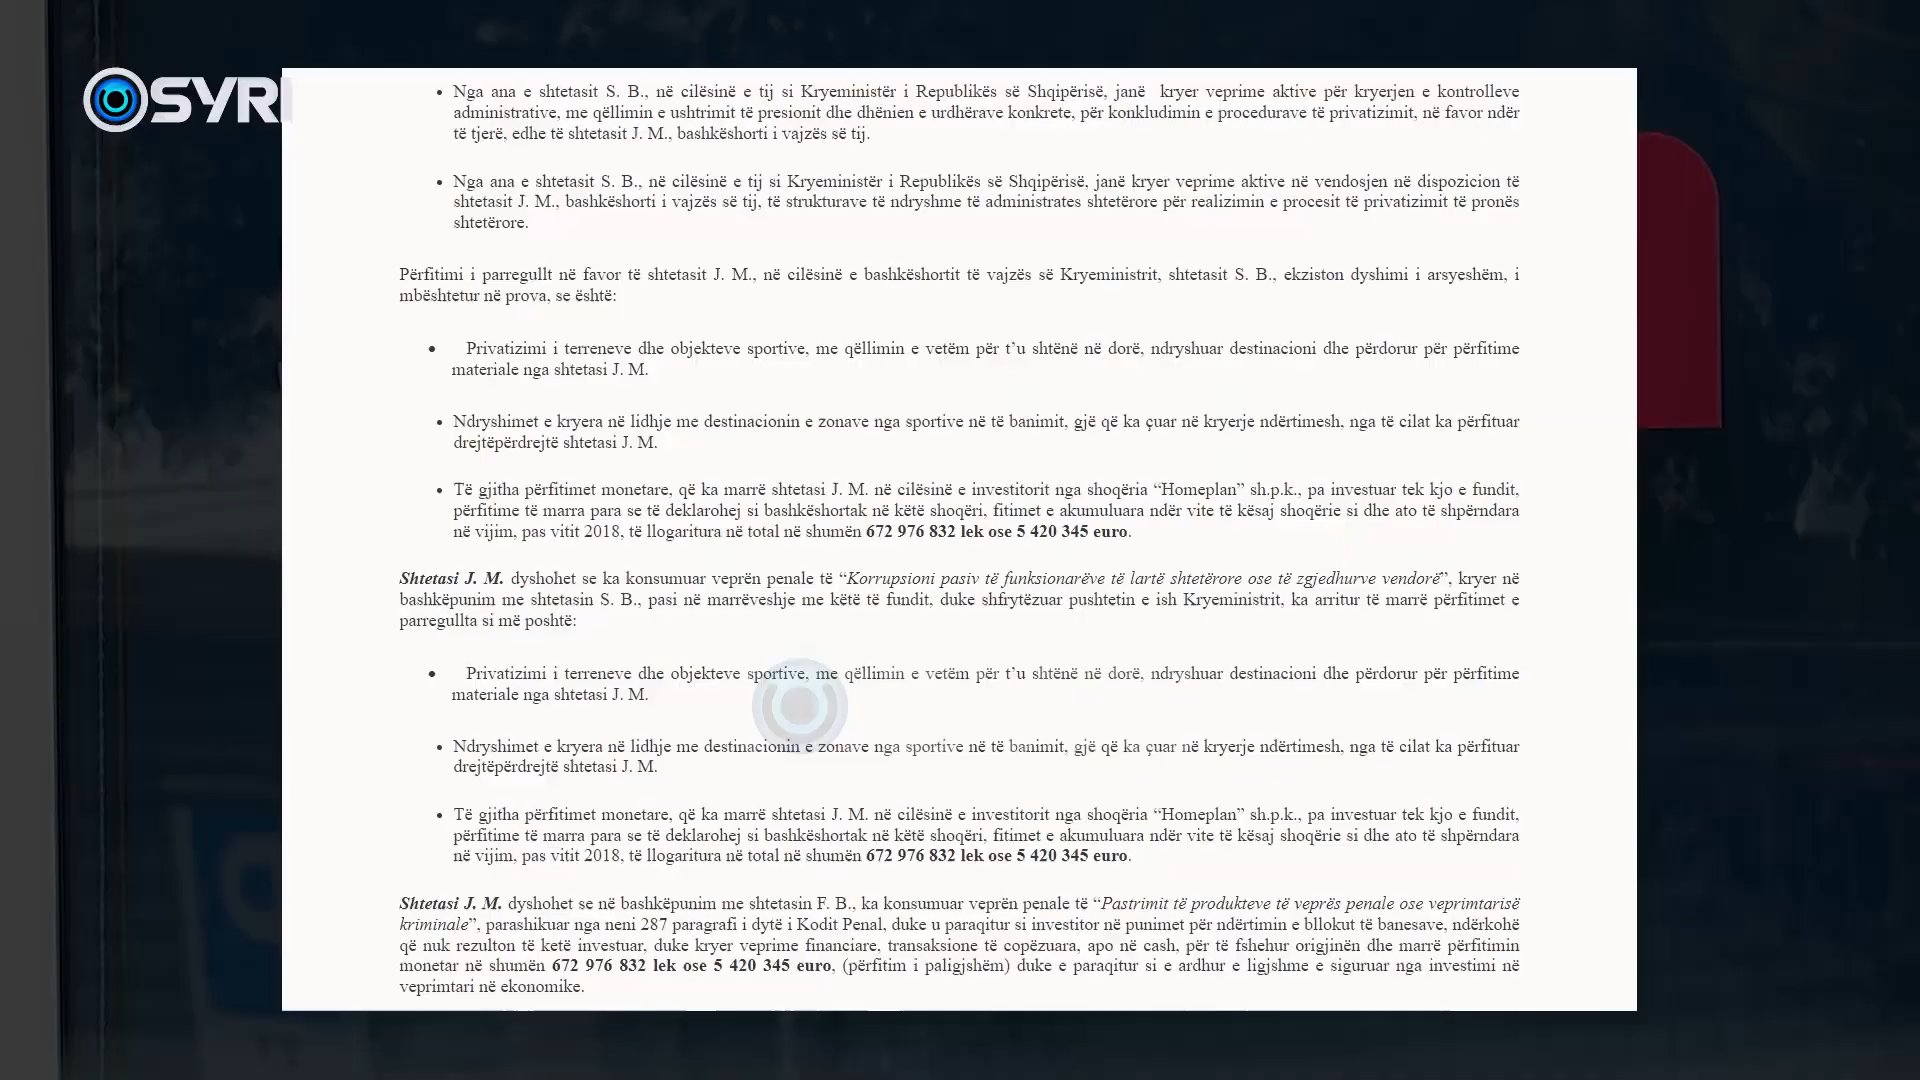 SYRI
Nga ana e shtetasit S. B., në cilësinë e tij si Kryeministër i Republikës së Shqipërisë, janë kryer veprime aktive për kryerjen e kontrolleve
administrative, me qëllimin e ushtrimit të presionit dhe dhënien e urdhërave konkrete, për konkludimin e procedurave të privatizimit, në favor ndër
të tjerë, edhe të shtetasit J. M., bashkëshorti i vajzës së tij.
Nga ana e shtetasit S. B., në cilësinë e tij si Kryeministër i Republikës së Shqipërisë, janë kryer veprime aktive në vendosjen në dispozicion të
shtetasit J. M., bashkëshorti i vajzës së tij, të strukturave të ndryshme të administrates shtetërore për realizimin e procesit të privatizimit të pronës
shtetërore.
Përfitimi i parregullt në favor të shtetasit J. M., në cilësinë e bashkëshortit të vajzës së Kryeministrit, shtetasit S. B., ekziston dyshimi i arsyeshëm, i
mbështetur në prova, se është:
Privatizimi i terreneve dhe objekteve sportive, me qëllimin e vetëm për t’u shtënë në dorë, ndryshuar destinacioni dhe përdorur për përfitime
materiale nga shtetasi J. M.
Ndryshimet e kryera në lidhje me destinacionin e zonave nga sportive në të banimit, gjë që ka çuar në kryerje ndërtimesh, nga të cilat ka përfituar
drejtëpërdrejtë shtetasi J. M.
Të gjitha përfitimet monetare, që ka marrë shtetasi J. M. në cilësinë e investitorit nga shoqëria “Homeplan” sh.p.k., pa investuar tek kjo e fundit,
përfitime të marra para se të deklarohej si bashkëshortak në këtë shoqëri, fitimet e akumuluara ndër vite të kësaj shoqërie si dhe ato të shpërndara
në vijim, pas vitit 2018, të llogaritura në total në shumën 672 976 832 lek ose 5 420 345 euro.
Shtetasi J. M. dyshohet se ka konsumuar veprën penale të “Korrupsioni pasiv të funksionarëve të lartë shtetërore ose të zgjedhurve vendorë”, kryer në
bashkëpunim me shtetasin S. B., pasi në marrëveshje me këtë të fundit, duke shfrytëzuar pushtetin e ish Kryeministrit, ka arritur të marrë përfitimet e
parregullta si më poshtë:
Privatizimi i terreneve dhe objekteve sportive, me qëllimin e vetëm për t’u shtënë në dorë, ndryshuar destinacioni dhe përdorur për përfitime
materiale nga shtetasi J. M.
Ndryshimet e kryera në lidhje me destinacionin e zonave nga sportive në të banimit, gjë që ka çuar në kryerje ndërtimesh, nga të cilat ka përfituar
drejtëpërdrejtë shtetasi J. M.
Të gjitha përfitimet monetare, që ka marrë shtetasi J. M. në cilësinë e investitorit nga shoqëria “Homeplan” sh.p.k., pa investuar tek kjo e fundit,
përfitime të marra para se të deklarohej si bashkëshortak në këtë shoqëri, fitimet e akumuluara ndër vite të kësaj shoqërie si dhe ato të shpërndara
në vijim, pas vitit 2018, të llogaritura në total në shumën 672 976 832 lek ose 5 420 345 euro.
Shtetasi J. M. dyshohet se në bashkëpunim me shtetasin F. B., ka konsumuar veprën penale të “Pastrimit të produkteve të veprës penale ose veprimtarisë
kriminale”, parashikuar nga neni 287 paragrafi i dytë i Kodit Penal, duke u paraqitur si investitor në punimet për ndërtimin e bllokut të banesave, ndërkohë
që nuk rezulton të ketë investuar, duke kryer veprime financiare, transaksione të copëzuara, apo në cash, për të fshehur origjinën dhe marrë përfitimin
monetar në shumën 672 976 832 lek ose 5 420 345 euro, (përfitim i paligjshëm) duke e paraqitur si e ardhur e ligjshme e siguruar nga investimi në
veprimtari në ekonomike.